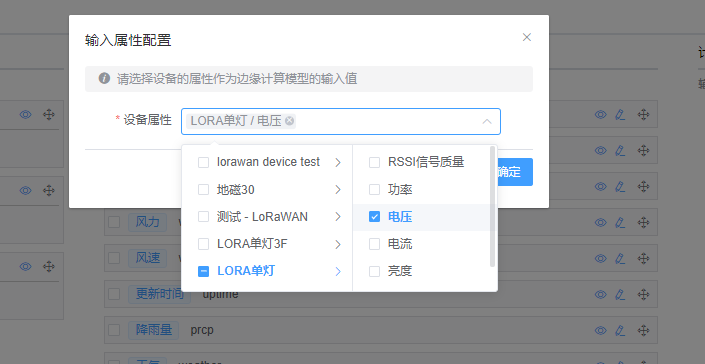 输入属性配置
请选择设备的属性作为边缘计算模型的输入值
* 设备属性
LORA单灯 / 电压
lorawan device test
地磁30
测试 - LoRaWAN
LORA单灯3F
LORA单灯
RSSI信号质量
功率
电压
电流
亮度
确定
风力
风速
更新时间 uptime
降雨量 prcp